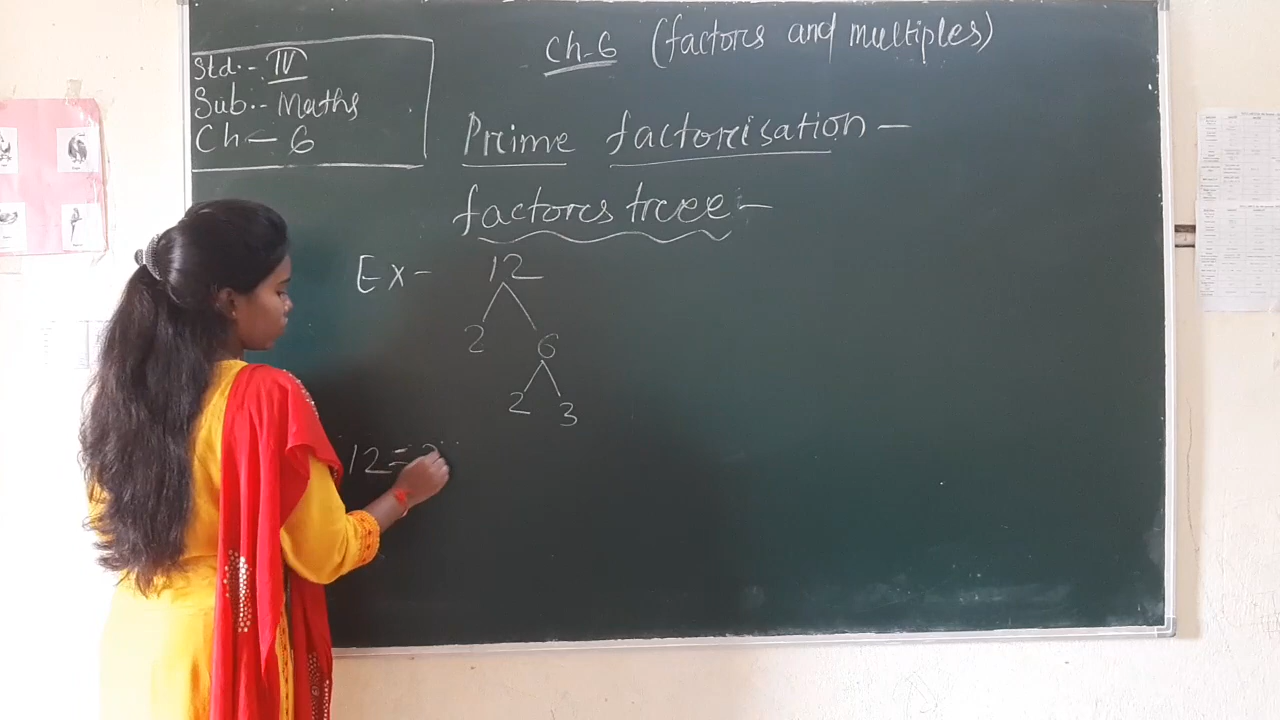 Std.- IV
Sub.- Maths
Ch - 6
Ch-6 (factors and multiples)
Prime factorisation -
factors tree -
Ex- 12
2 6
2 3
12=2